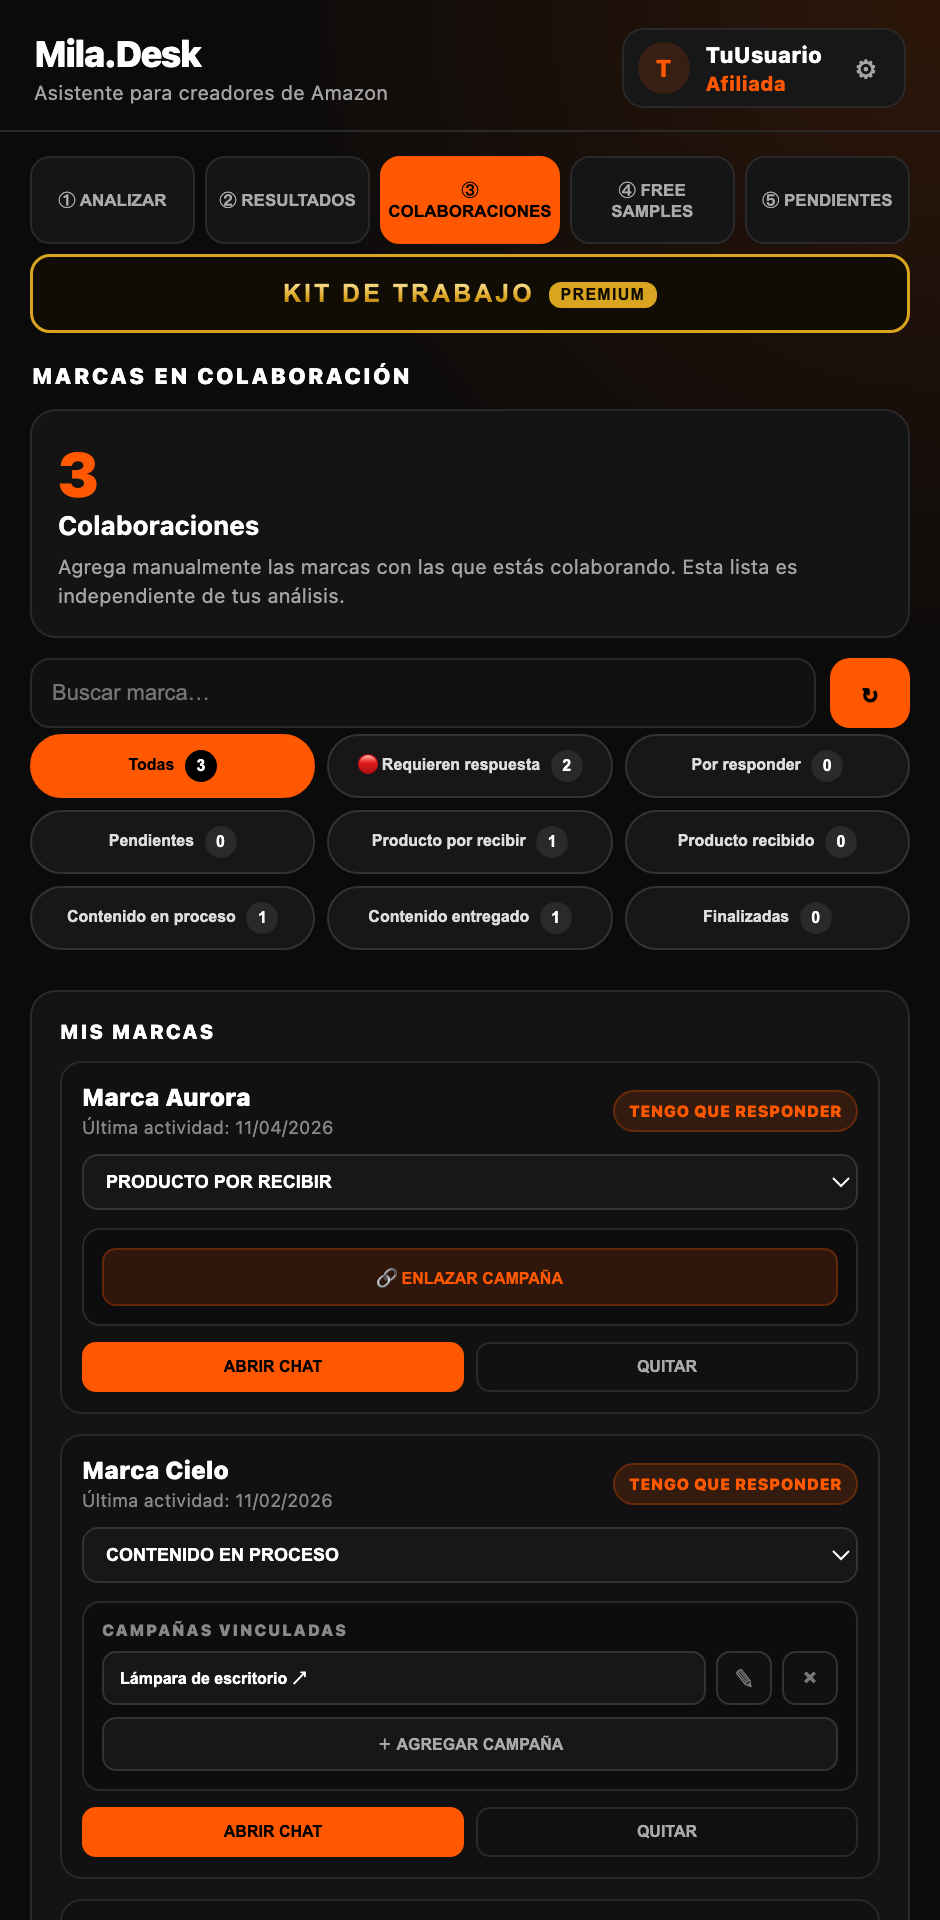 Mila.Desk
Asistente para creadores de Amazon
T
TuUsuario
Afiliada
⚙
① ANALIZAR
② RESULTADOS
③
COLABORACIONES
④ FREE
SAMPLES
⑤ PENDIENTES
KIT DE TRABAJO PREMIUM
MARCAS EN COLABORACIÓN
3
Colaboraciones
Agrega manualmente las marcas con las que estás colaborando. Esta lista es
independiente de tus análisis.
Buscar marca…
↻
Todas 3
🔴 Requieren respuesta 2
Por responder 0
Pendientes 0
Producto por recibir 1
Producto recibido 0
Contenido en proceso 1
Contenido entregado 1
Finalizadas 0
MIS MARCAS
Marca Aurora
Última actividad: 11/04/2026
TENGO QUE RESPONDER
PRODUCTO POR RECIBIR
🔗 ENLAZAR CAMPAÑA
ABRIR CHAT
QUITAR
Marca Cielo
Última actividad: 11/02/2026
TENGO QUE RESPONDER
CONTENIDO EN PROCESO
CAMPAÑAS VINCULADAS
Lámpara de escritorio ↗
✎
×
+ AGREGAR CAMPAÑA
ABRIR CHAT
QUITAR